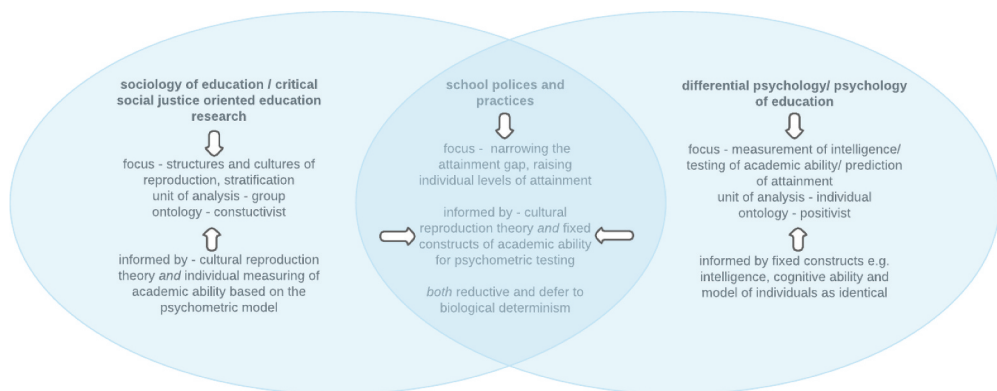 sociology of education / critical
social justice oriented education
research
focus - structures and cultures of
reproduction, stratification
unit of analysis - group
ontology - constuctivist
informed by - cultural reproduction
theory and individual measuring of
academic ability based on the
psychometric model
school polices and
practices
focus - narrowing the
attainment gap, raising
individual levels of attainment
informed by - cultural
reproduction theory and fixed
constructs of academic ability
for psychometric testing
both reductive and defer to
biological determinism
differential psychology/ psychology
of education
focus - measurement of intelligence/
testing of academic ability/ prediction
of attainment
unit of analysis - individual
ontology - positivist
informed by fixed constructs e.g.
intelligence, cognitive ability and
model of individuals as identical